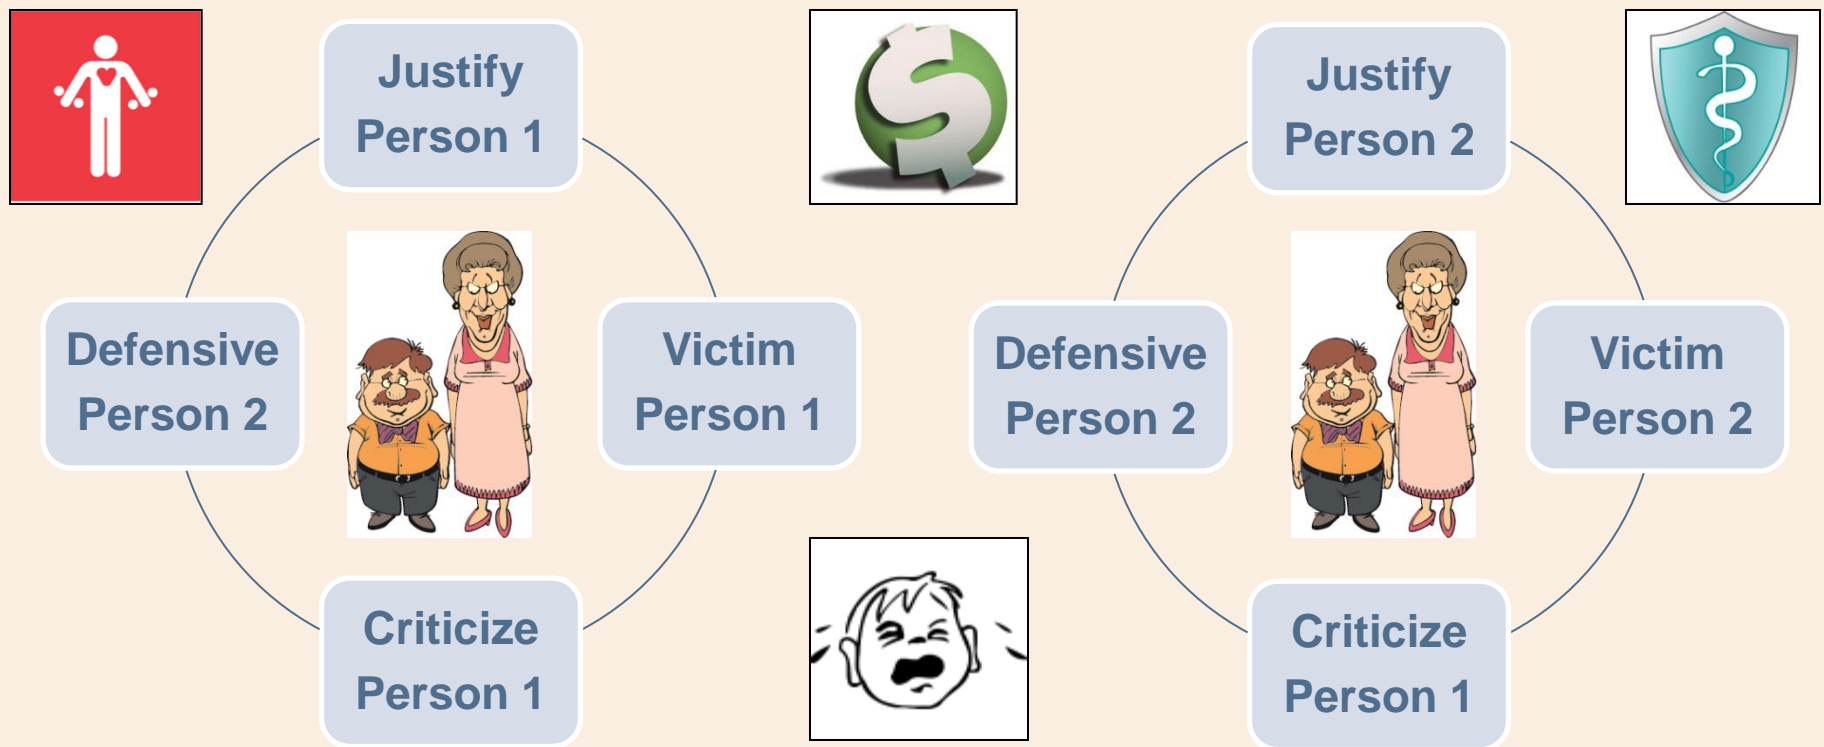 Justify
Person 1
Defensive
Person 2
Victim
Person 1
Criticize
Person 1
$
Justify
Person 2
Defensive
Person 2
Victim
Person 2
Criticize
Person 1